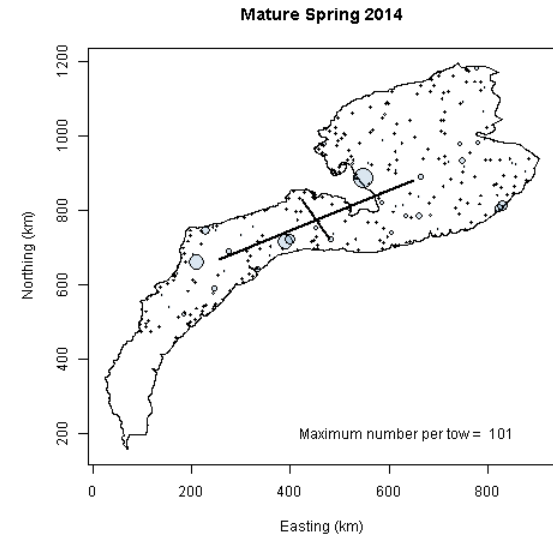 Mature Spring 2014
1200
1000
800
600
400
200
Northing (km)
Maximum number per tow = 101
0 200 400 600 800
Easting (km)